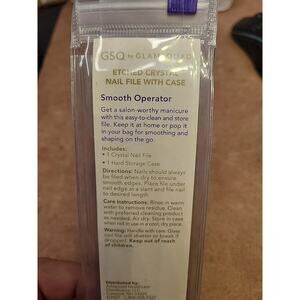 GSQ by GLAMSQUAD
ETCHED CRYSTAL
NAIL FILE WITH CASE
Smooth Operator
Get a salon-worthy manicure
with this easy-to-clean and store
file. Keep it at home or pop it
in your bag for smoothing and
shaping on the go.
Includes:
• 1 Crystal Nail File
• 1 Hard Storage Case
Directions: Nails should always
be filed when dry to ensure
smooth edges. Place file under
nail edge at a slant and file nail
to desired length.
Care Instructions: Rinse in warm
water to remove residue. Clean
with preferred cleaning product
as needed. Air dry. Store in case
when not in use in a cool, dry place.
Warning: Handle with care. Glass
nail file will shatter or break if
dropped. Keep out of reach
of children.
Distributed by: